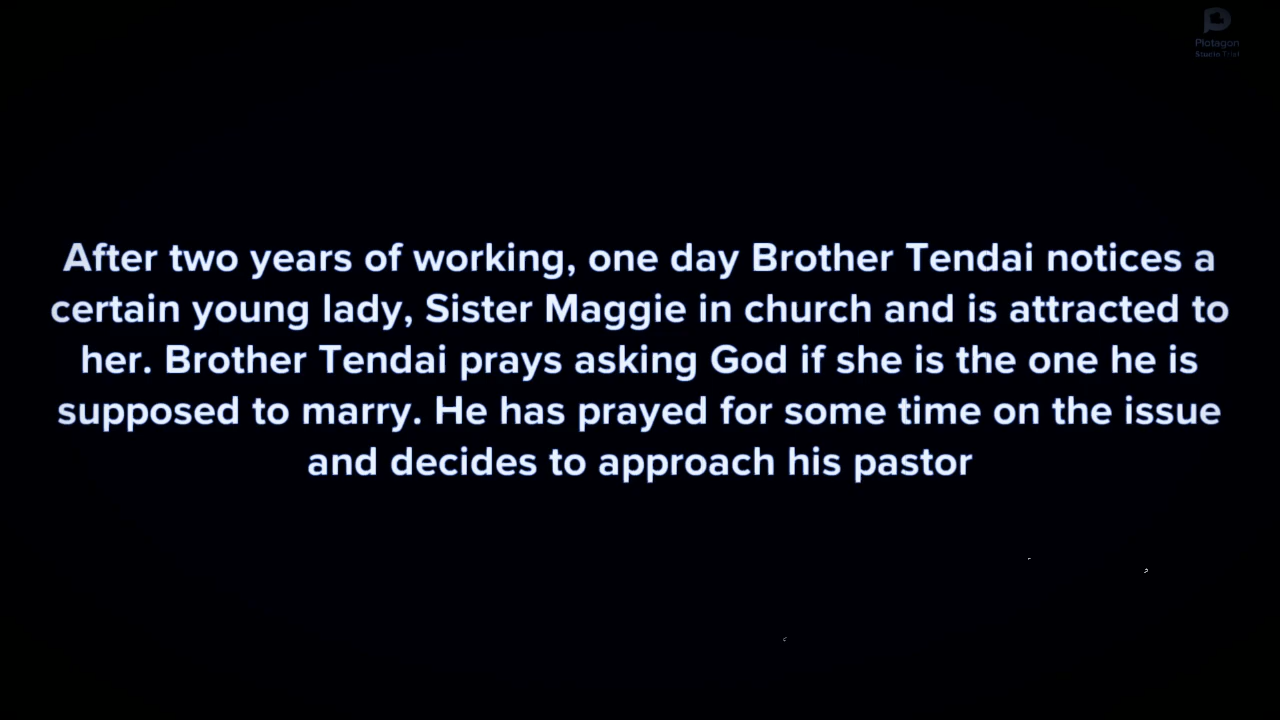 Plotagon
Studio Trial
After two years of working, one day Brother Tendai notices a
certain young lady, Sister Maggie in church and is attracted to
her. Brother Tendai prays asking God if she is the one he is
supposed to marry. He has prayed for some time on the issue
and decides to approach his pastor